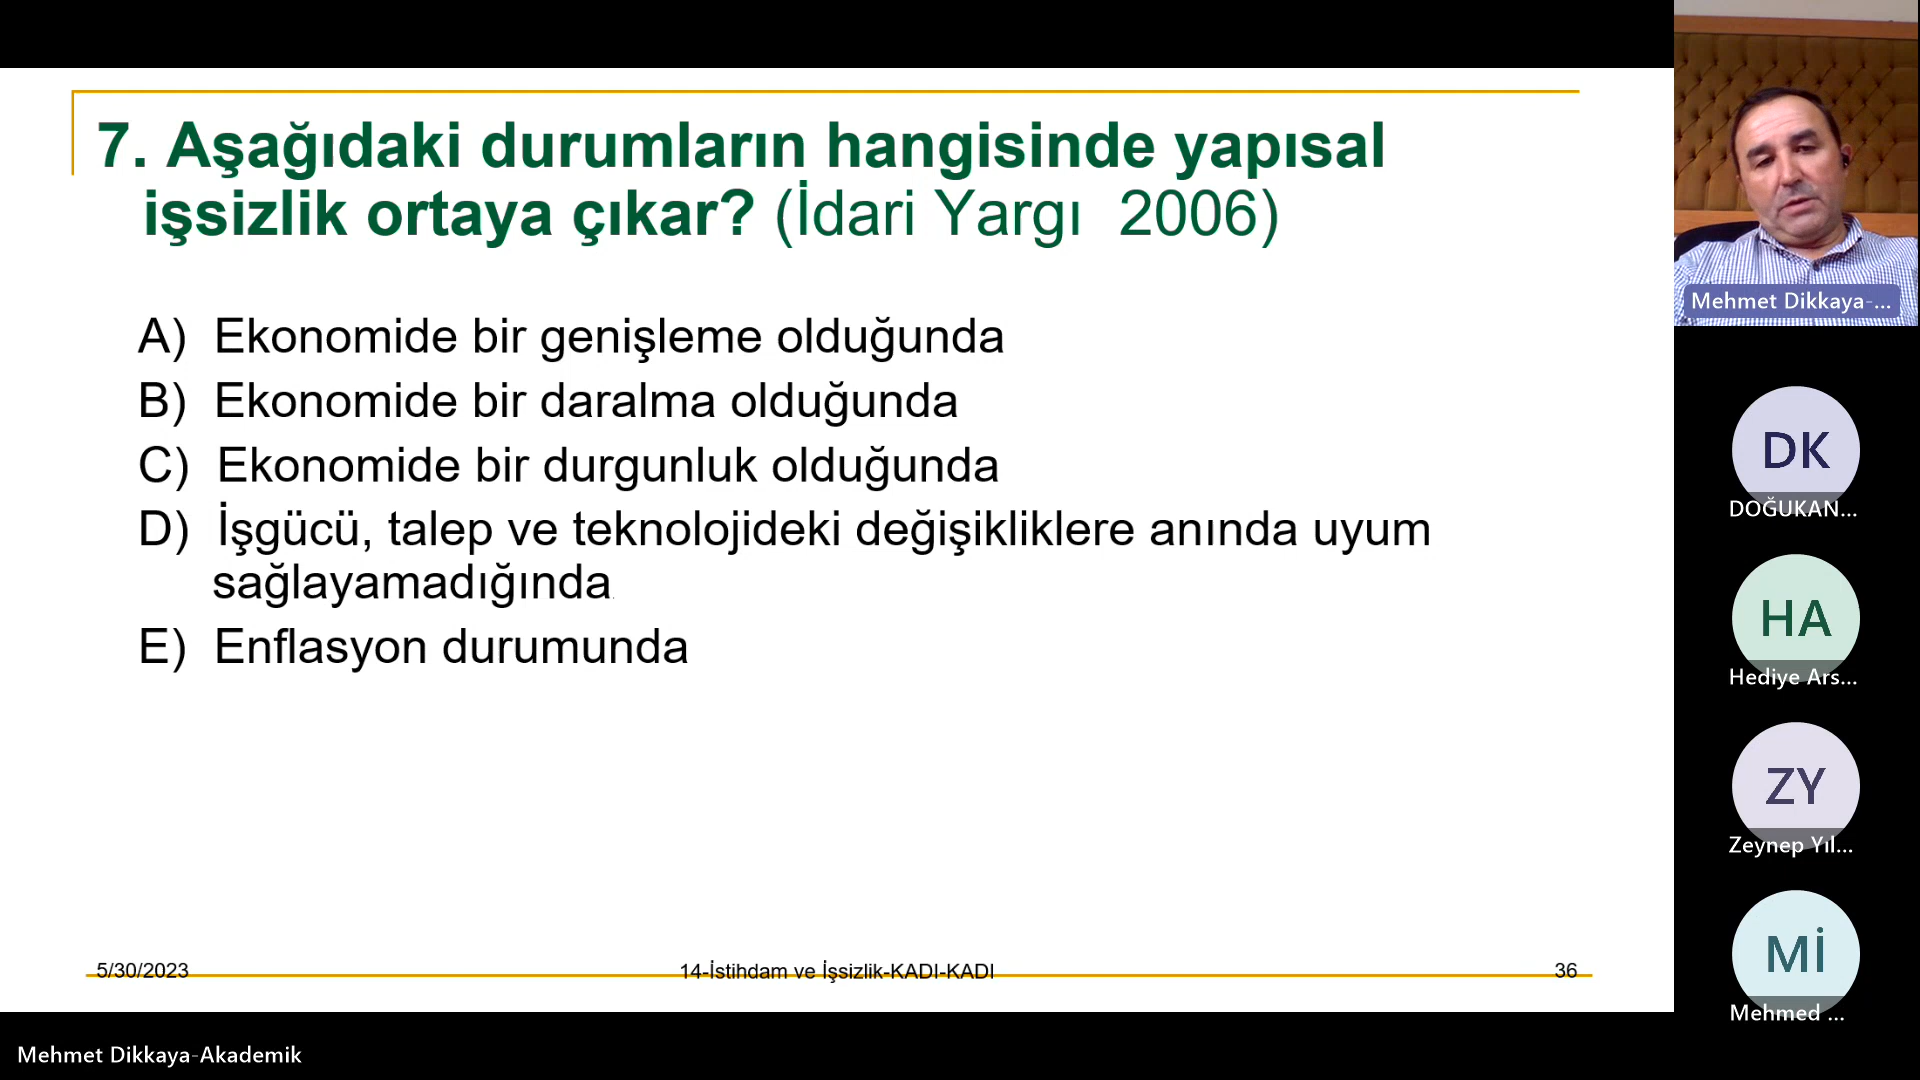 7. Aşağıdaki durumların hangisinde yapısal
işsizlik ortaya çıkar? (İdari Yargı 2006)
A) Ekonomide bir genişleme olduğunda
B) Ekonomide bir daralma olduğunda
C) Ekonomide bir durgunluk olduğunda
D) İşgücü, talep ve teknolojideki değişikliklere anında uyum
sağlayamadığında
E) Enflasyon durumunda
5/30/2023
14-İstihdam ve İşsizlik-KADI-KADI
36
Mehmet Dikkaya-Akademik
Mehmet Dikkaya-...
DK
DOĞUKAN...
HA
Hediye Ars...
ZY
Zeynep Yıl...
Mİ
Mehmed ...